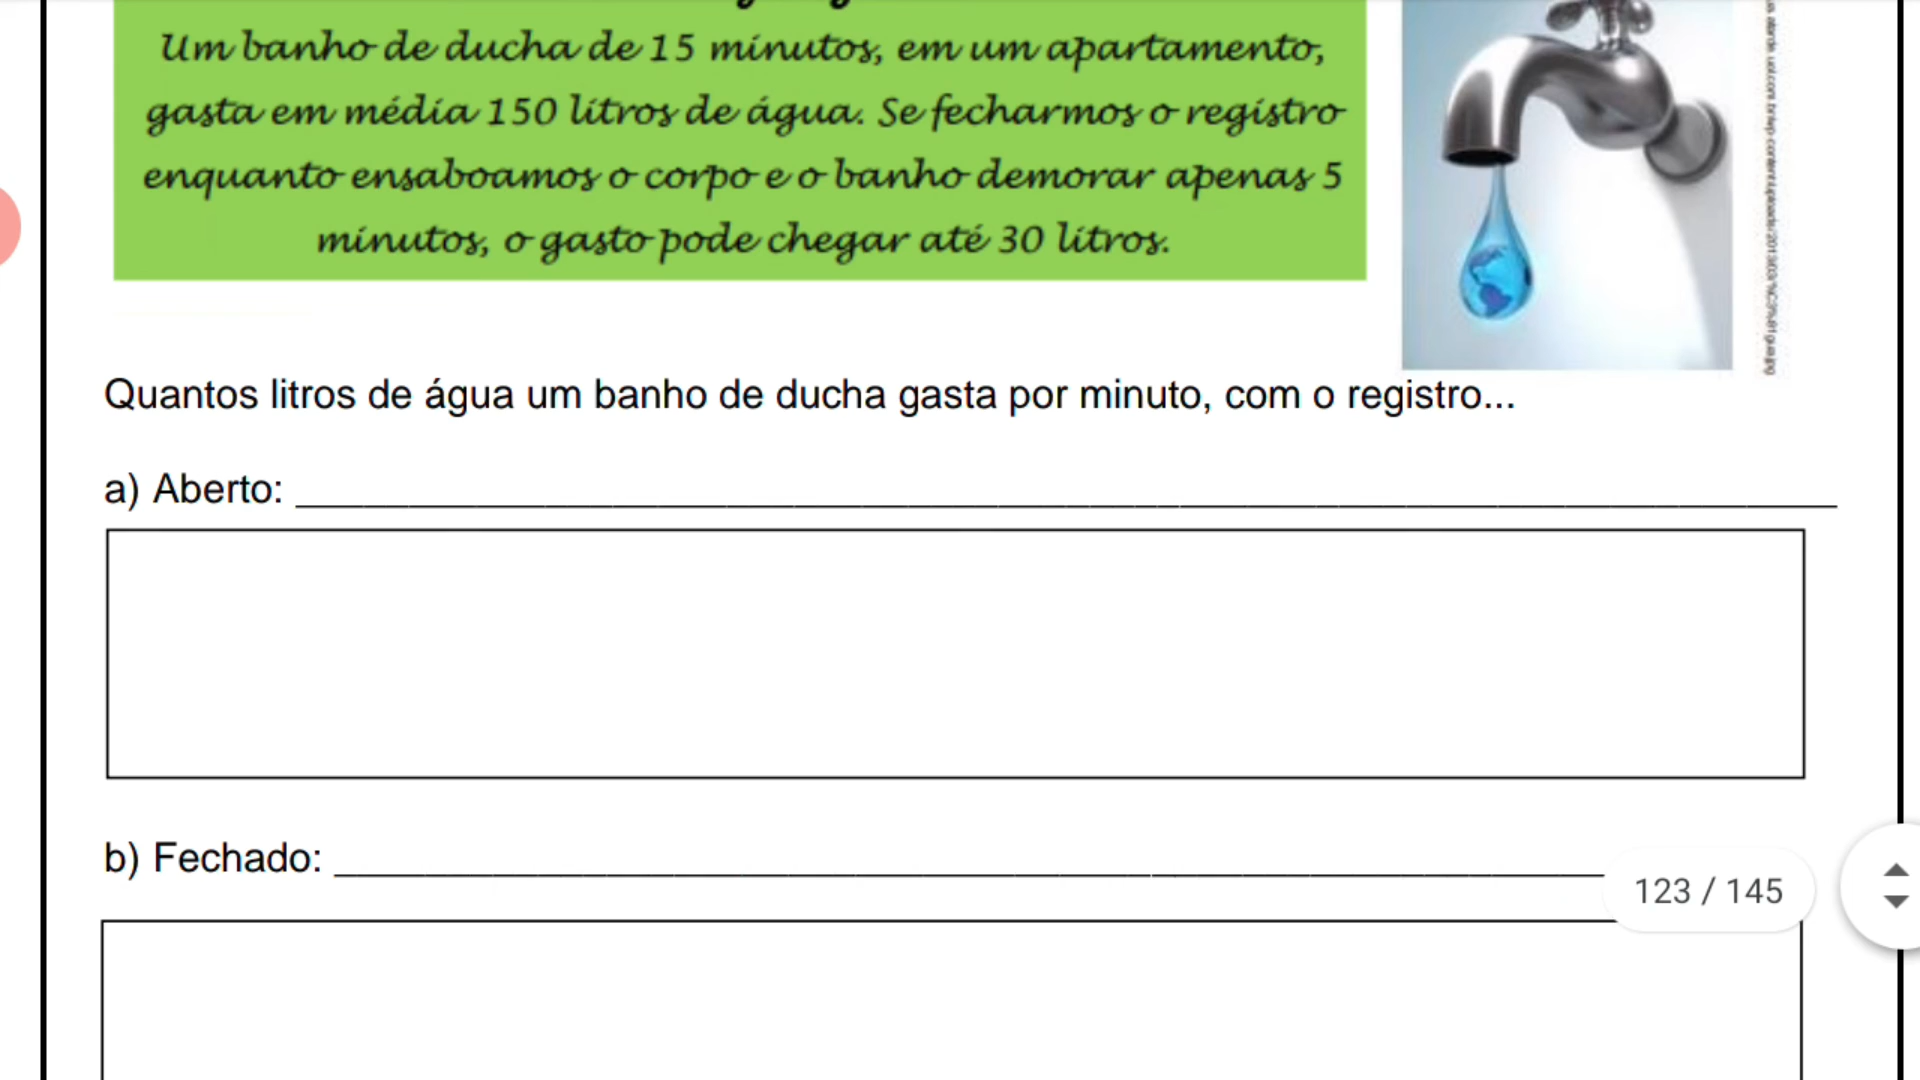 Um banho de ducha de 15 minutos, em um apartamento,
gasta em média 150 litros de água. Se fecharmos o registro
enquanto ensaboamos o corpo e o banho demorar apenas 5
minutos, o gasto pode chegar até 30 litros.
Quantos litros de água um banho de ducha gasta por minuto, com o registro...
a) Aberto:
b) Fechado:
123 / 145